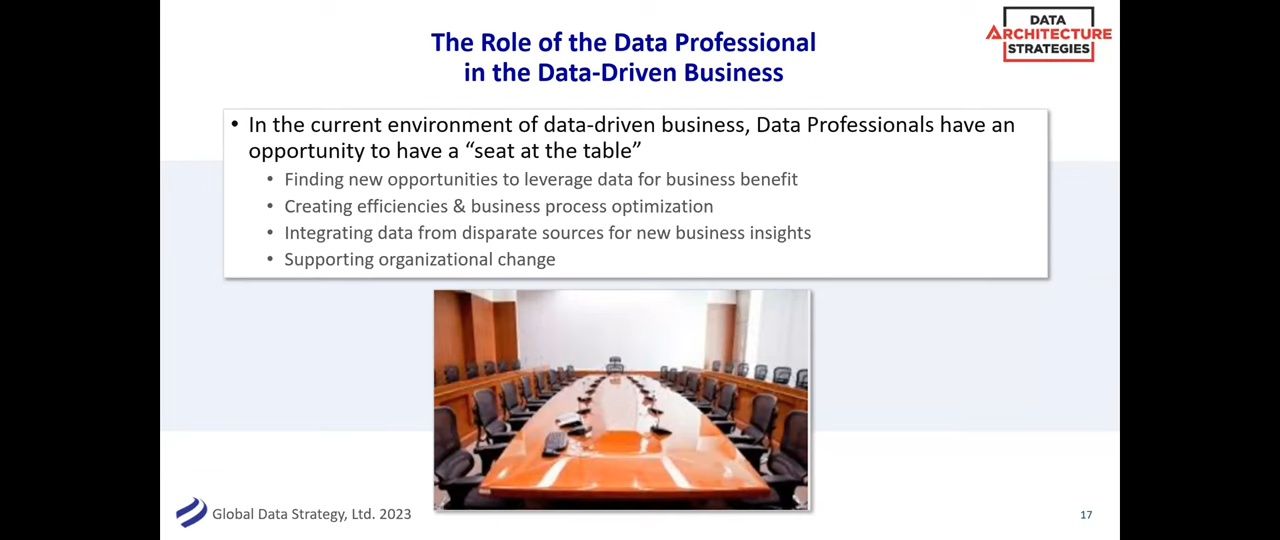 The Role of the Data Professional
in the Data-Driven Business
DATA
ARCHITECTURE
STRATEGIES
• In the current environment of data-driven business, Data Professionals have an
opportunity to have a “seat at the table”
• Finding new opportunities to leverage data for business benefit
• Creating efficiencies & business process optimization
• Integrating data from disparate sources for new business insights
• Supporting organizational change
Global Data Strategy, Ltd. 2023
17